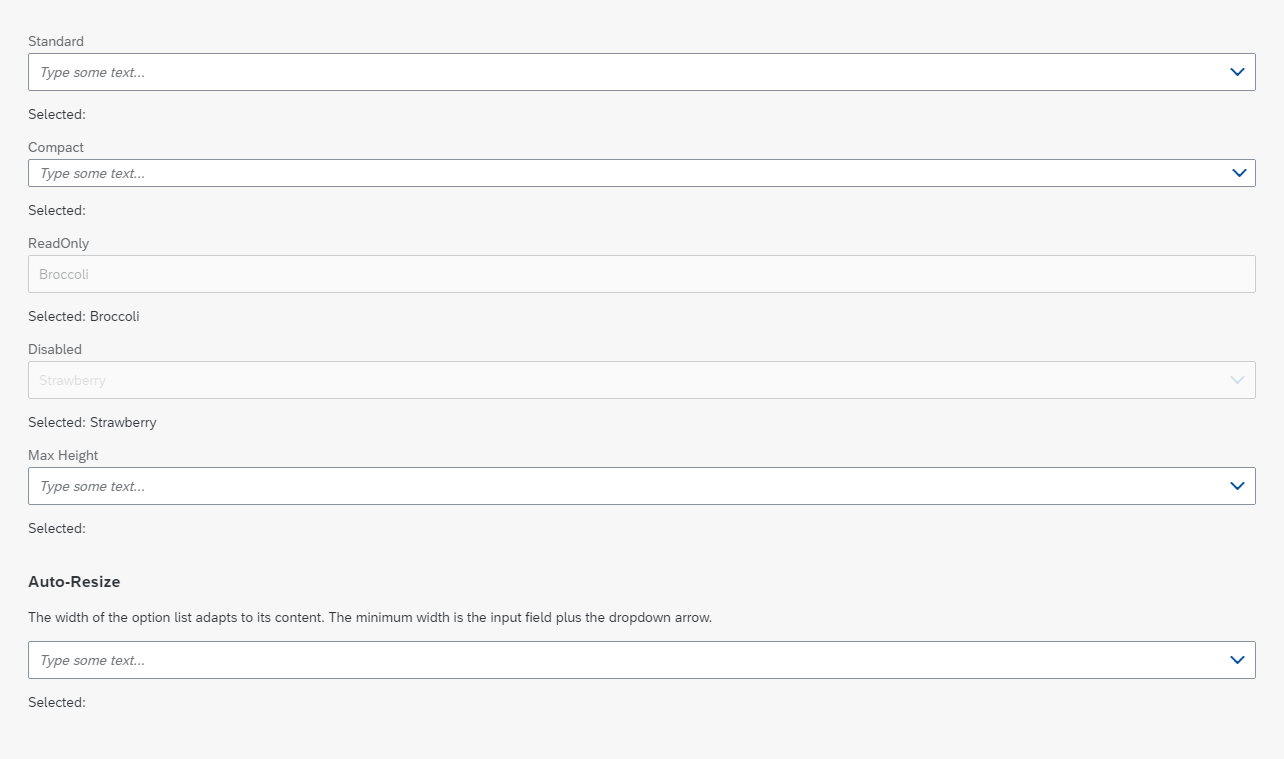 Standard
Type some text...
Selected:
Compact
Type some text...
Selected:
ReadOnly
Broccoli
Selected: Broccoli
Disabled
Strawberry
Selected: Strawberry
Max Height
Type some text...
Selected:
Auto-Resize
The width of the option list adapts to its content. The minimum width is the input field plus the dropdown arrow.
Type some text...
Selected: